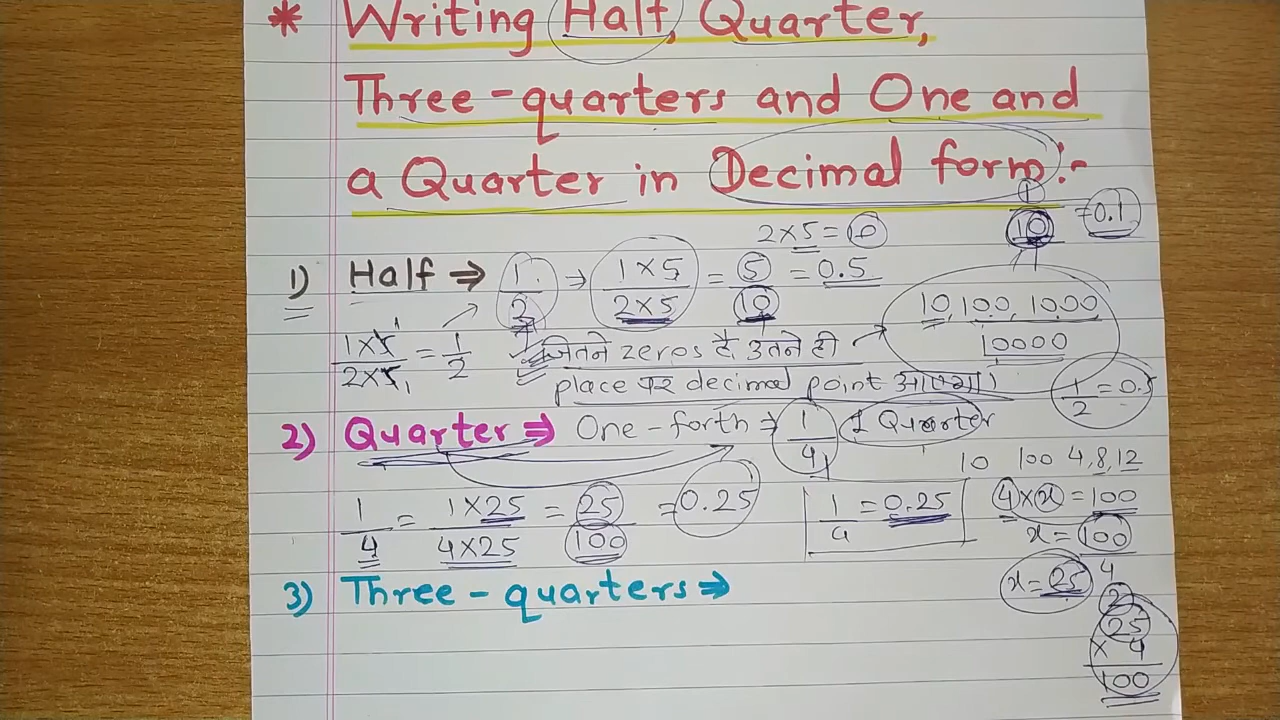 * Writing Half, Quarter,
Three-quarters and One and
a Quarter in Decimal form:-
1/10 = 0.1
2×5 = 10
1) Half ⇒ 1/2 → 1×5/2×5 = 5/10 = 0.5
10, 100, 1000
10000
1×5/2×5 = 1/2
जितने zeros है उतने ही
place पर decimal point आएगा।
1/2 = 0.5
2) Quarter ⇒ One-forth ⇒ 1/4 Quarter
10 100 4,8,12
1/4 = 1×25/4×25 = 25/100 = 0.25
1/4 = 0.25
4×x = 100
x = 100/4
x = 25
3) Three-quarters ⇒
2
25
× 4
100